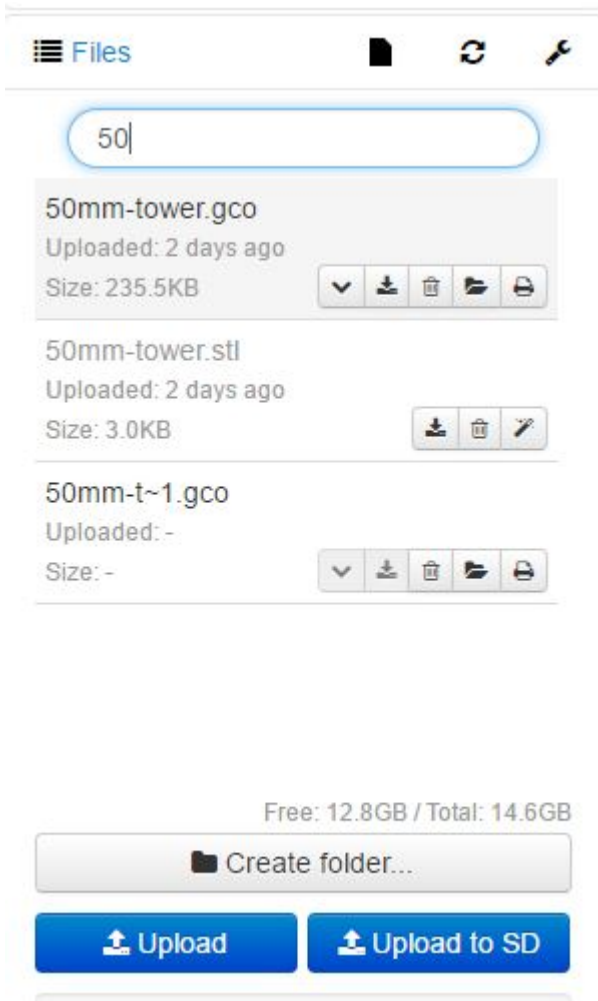 Files
50
50mm-tower.gco
Uploaded: 2 days ago
Size: 235.5KB
50mm-tower.stl
Uploaded: 2 days ago
Size: 3.0KB
50mm-t~1.gco
Uploaded: -
Size: -
Free: 12.8GB / Total: 14.6GB
Create folder...
Upload
Upload to SD